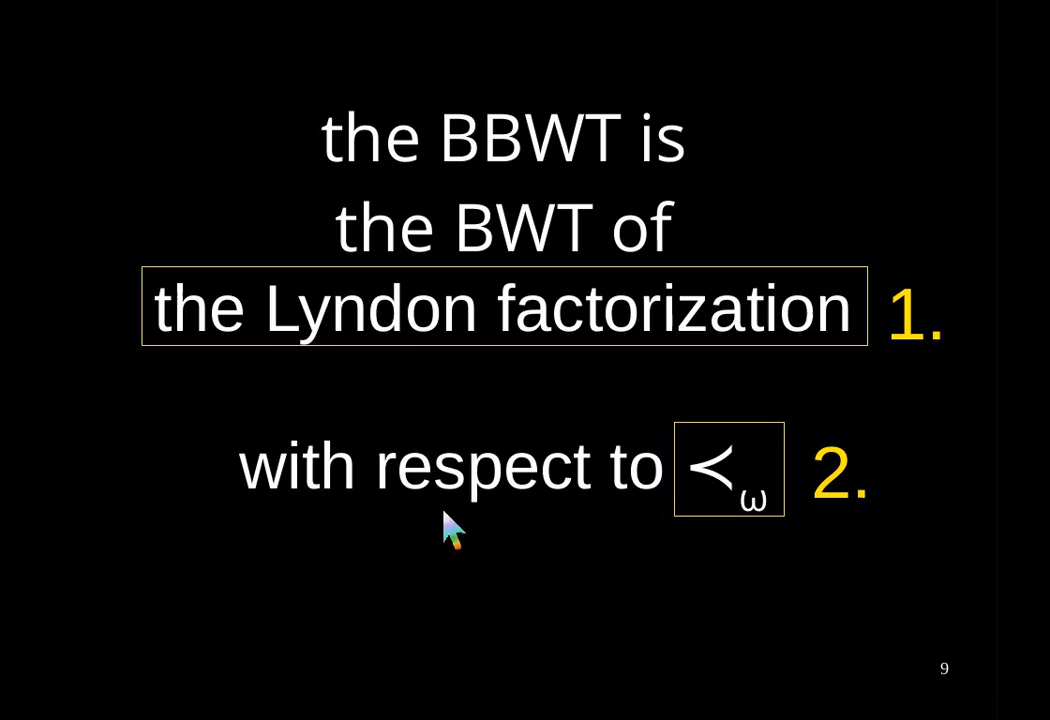 the BBWT is
the BWT of
the Lyndon factorization 1.
with respect to ≺ω 2.
9